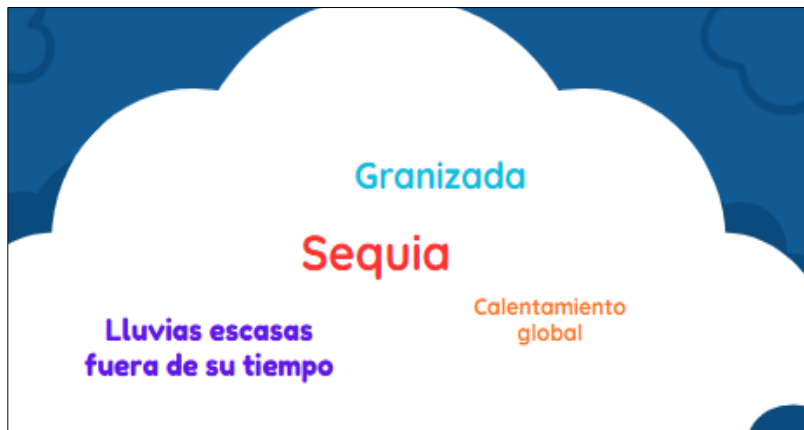 Granizada
Sequia
Calentamiento
global
Lluvias escasas
fuera de su tiempo